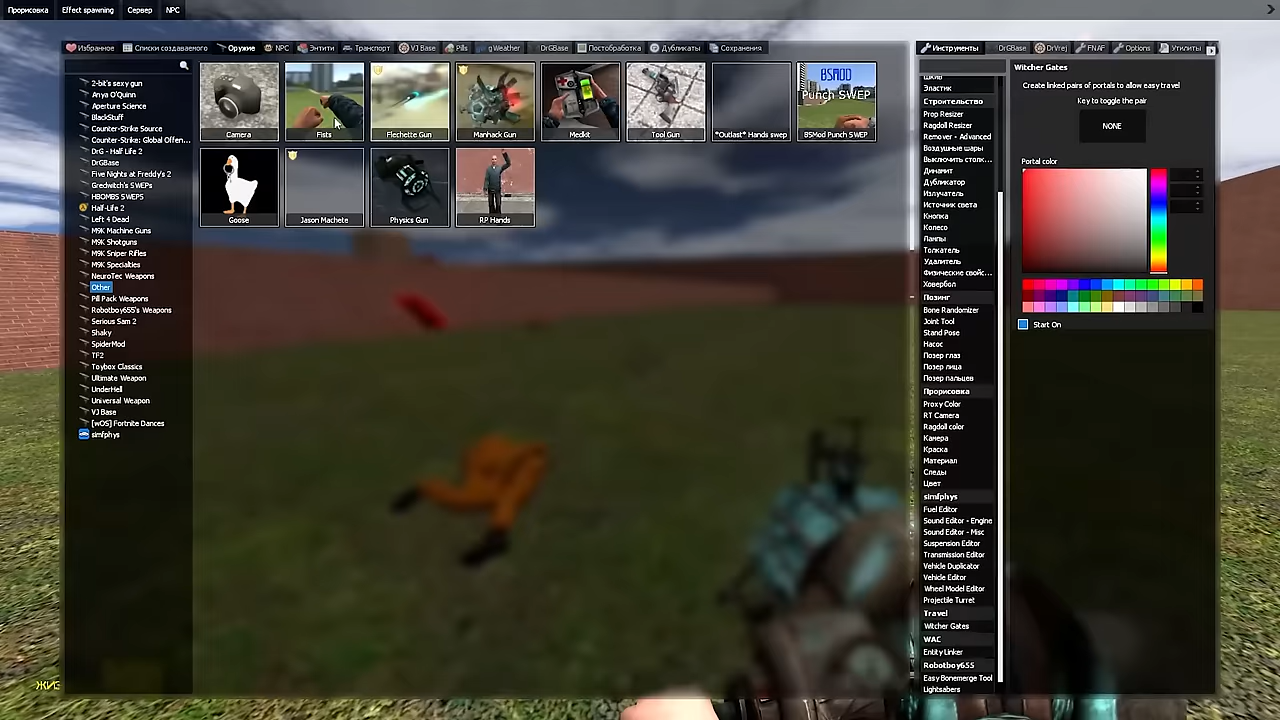 Прорисовка Effect spawning Сервер NPC
Избранное Списки создаваемого Оружие NPC Энтити Транспорт VJ Base Pills gWeather DrGBase Постобработка Дубликаты Сохранения
2-bit's sexy gun
Anya O'Quinn
Aperture Science
BlackStuff
Counter-Strike Source
Counter-Strike: Global Offen...
DrG - Half Life 2
DrGBase
Five Nights at Freddy's 2
Gredwitch's SWEPs
HBOMBS SWEPS
Half-Life 2
Left 4 Dead
M9K Machine Guns
M9K Shotguns
M9K Sniper Rifles
M9K Specialties
NeuroTec Weapons
Other
Pill Pack Weapons
Robotboy655's Weapons
Serious Sam 2
Shaky
SpiderMod
TF2
Toybox Classics
Ultimate Weapon
UnderHell
Universal Weapon
VJ Base
[wOS] Fortnite Dances
simfphys
BSMOD
Punch SWEP
Camera Fists Flechette Gun Manhack Gun Medkit Tool Gun *Outlast* Hands swep BSMod Punch SWEP
Goose Jason Machete Physics Gun RP Hands
Инструменты DrGBase DrVrej FNAF Options Утилиты
Шкив
Эластик
Строительство
Prop Resizer
Ragdoll Resizer
Remover - Advanced
Воздушные шары
Выключить столк...
Динамит
Дубликатор
Излучатель
Источник света
Кнопка
Колесо
Лампы
Толкатель
Удалитель
Физические свойс...
Ховербол
Позинг
Bone Randomizer
Joint Tool
Stand Pose
Насос
Позер глаз
Позер лица
Позер пальцев
Прорисовка
Proxy Color
RT Camera
Ragdoll color
Камера
Краска
Материал
Следы
Цвет
simfphys
Fuel Editor
Sound Editor - Engine
Sound Editor - Misc
Suspension Editor
Transmission Editor
Vehicle Duplicator
Vehicle Editor
Wheel Model Editor
Projectile Turret
Travel
Witcher Gates
WAC
Entity Linker
Robotboy655
Easy Bonemerge Tool
Lightsabers
Witcher Gates
Create linked pairs of portals to allow easy travel
Key to toggle the pair
NONE
Portal color
Start On